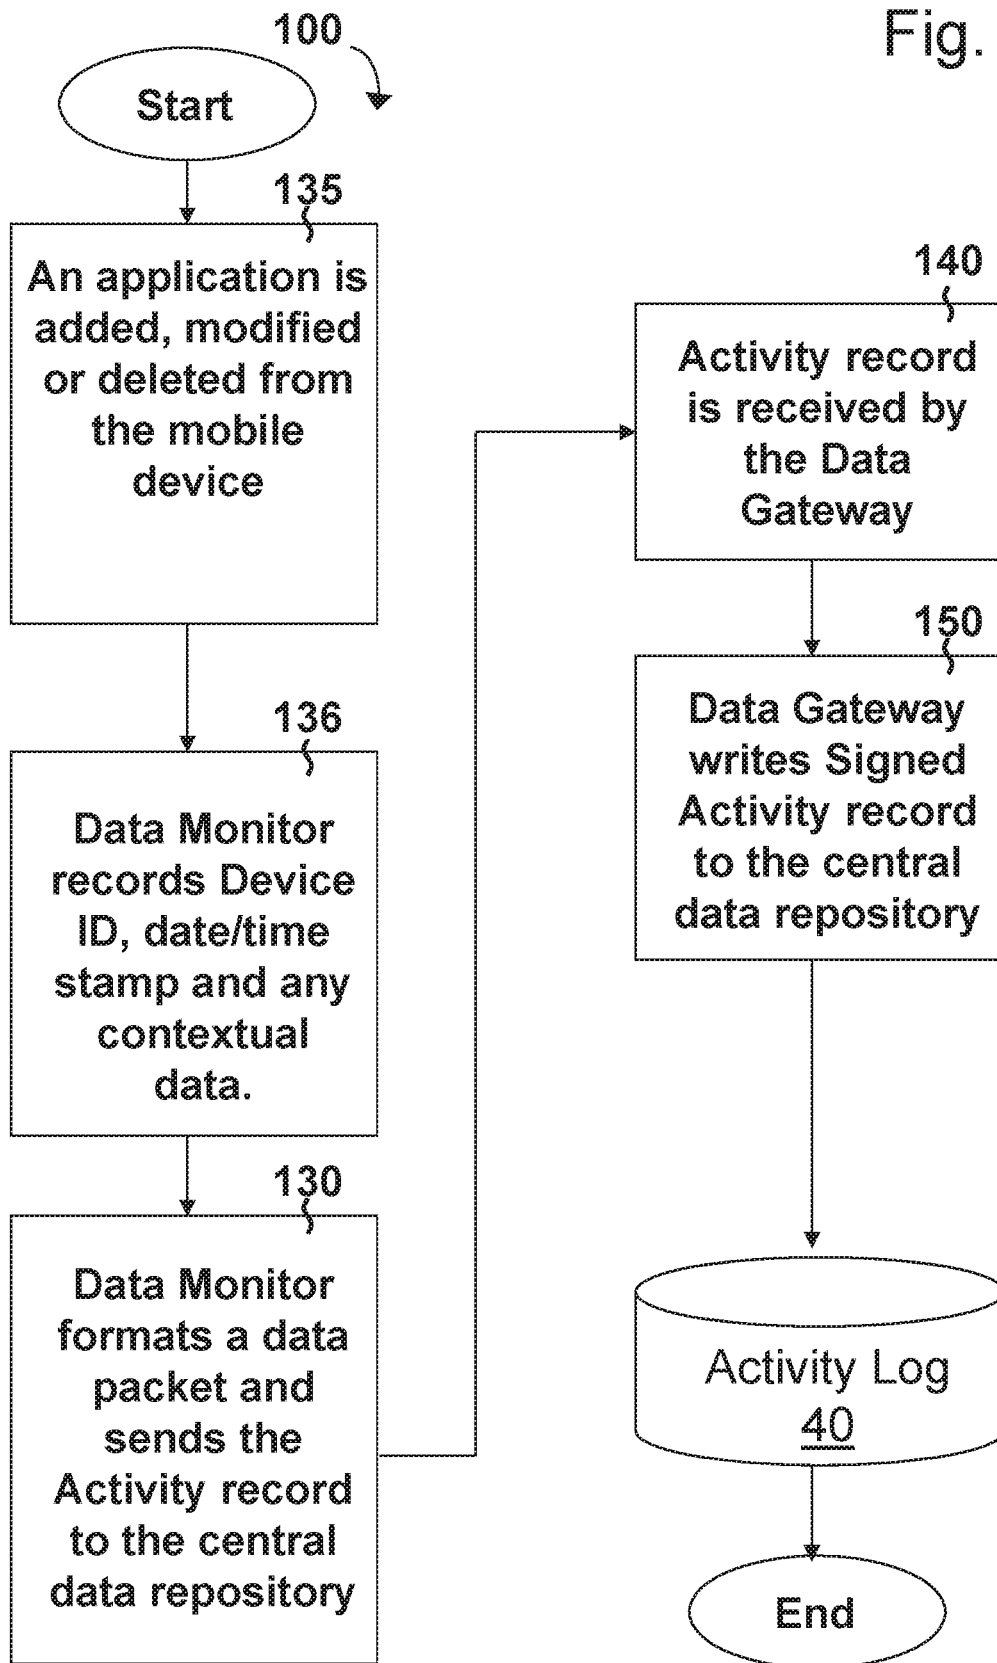 100
Fig.
Start
135
An application is
added, modified
or deleted from
the mobile
device
136
Data Monitor
records Device
ID, date/time
stamp and any
contextual
data.
130
Data Monitor
formats a data
packet and
sends the
Activity record
to the central
data repository
140
Activity record
is received by
the Data
Gateway
150
Data Gateway
writes Signed
Activity record
to the central
data repository
Activity Log
40
End